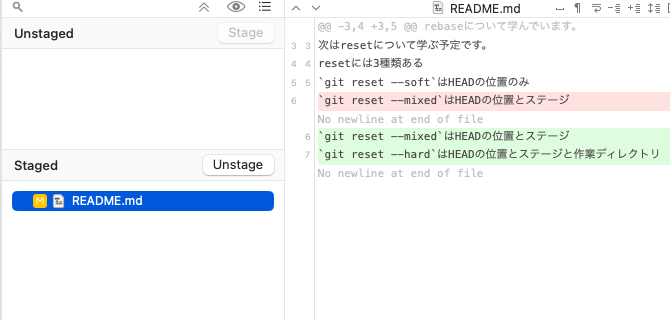 README.md
Unstaged
Stage
Staged
Unstage
M README.md
@@ -3,4 +3,5 @@ rebaseについて学んでいます。
3 3 次はresetについて学ぶ予定です。
4 4 resetには3種類ある
5 5 `git reset --soft`はHEADの位置のみ
6 `git reset --mixed`はHEADの位置とステージ
No newline at end of file
6 `git reset --mixed`はHEADの位置とステージ
7 `git reset --hard`はHEADの位置とステージと作業ディレクトリ
No newline at end of file